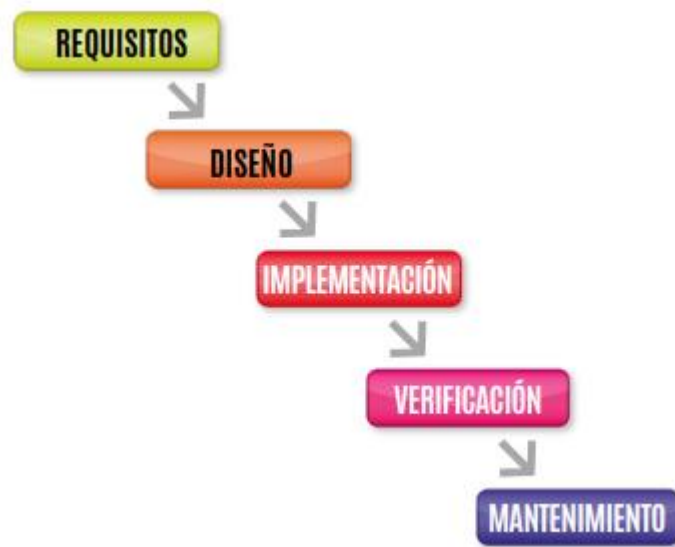 REQUISITOS
DISEÑO
IMPLEMENTACIÓN
VERIFICACIÓN
MANTENIMIENTO